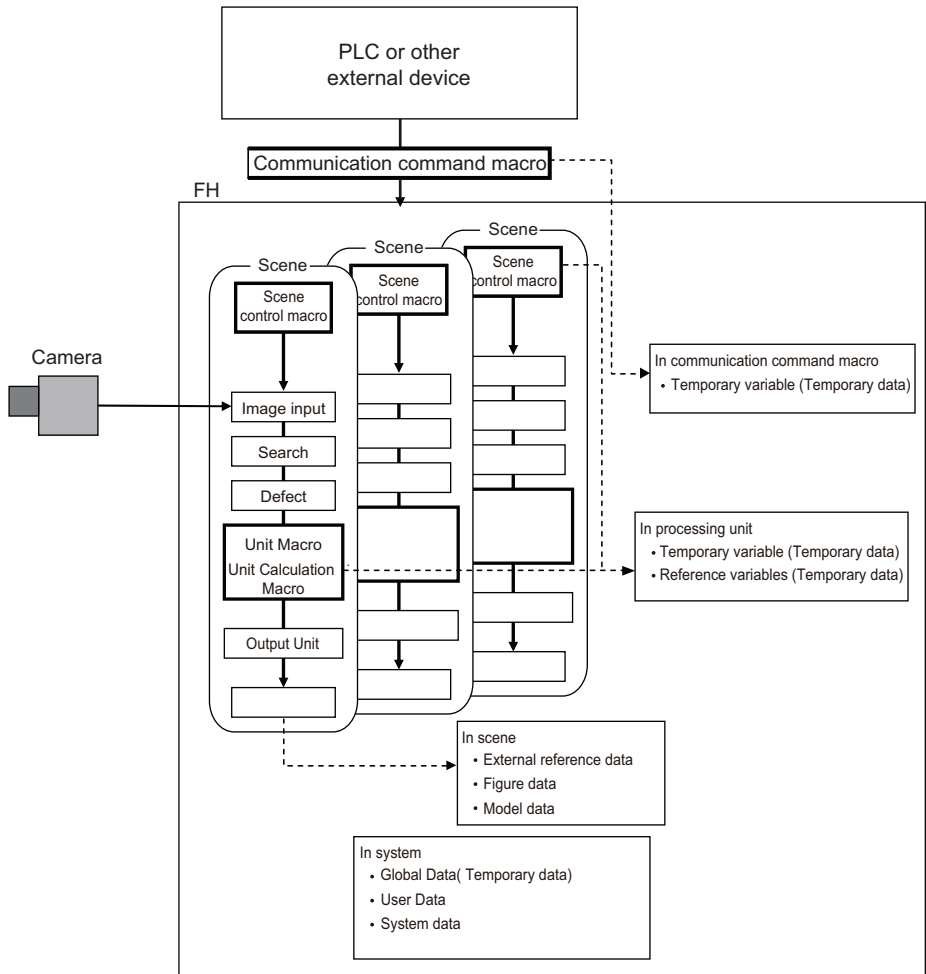 PLC or other
external device
Communication command macro
FH
Scene
Scene
control macro
Scene
Scene
control macro
Scene
Scene
control macro
Camera
Image input
Search
Defect
Unit Macro
Unit Calculation
Macro
Output Unit
In communication command macro
• Temporary variable (Temporary data)
In processing unit
• Temporary variable (Temporary data)
• Reference variables (Temporary data)
In scene
• External reference data
• Figure data
• Model data
In system
• Global Data( Temporary data)
• User Data
• System data